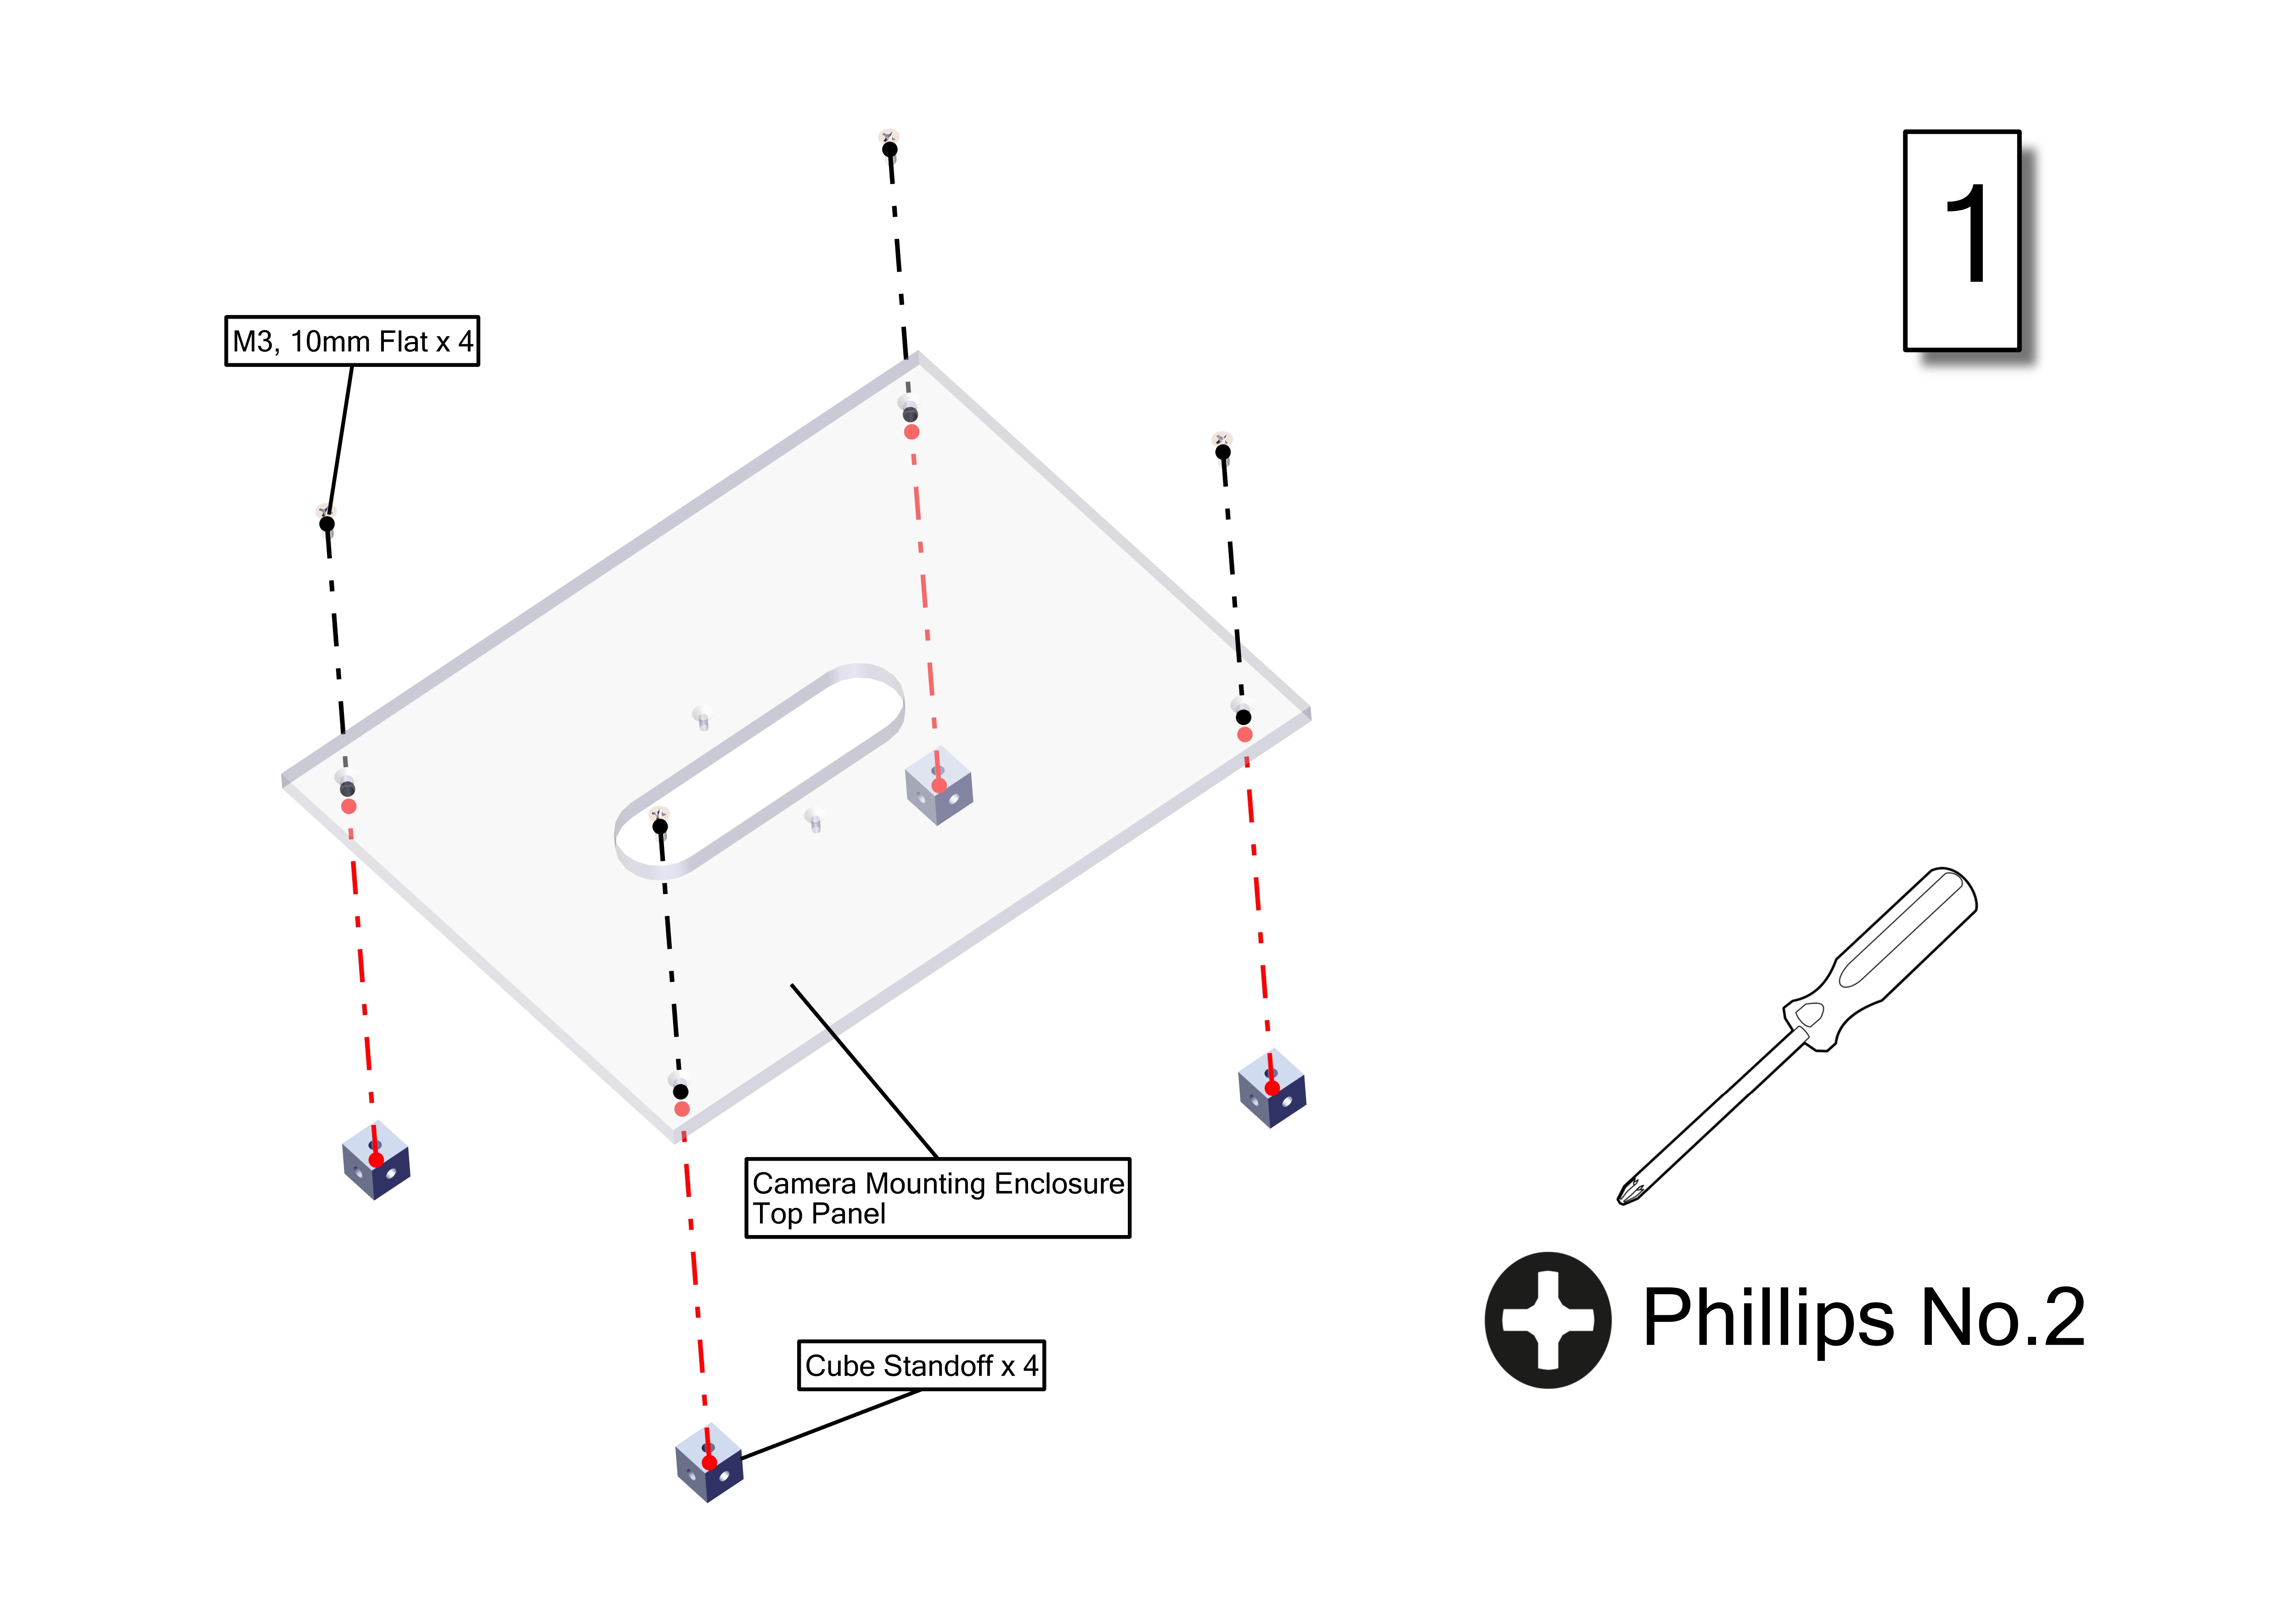 1
M3, 10mm Flat x 4
Camera Mounting Enclosure
Top Panel
Cube Standoff x 4
Phillips No.2